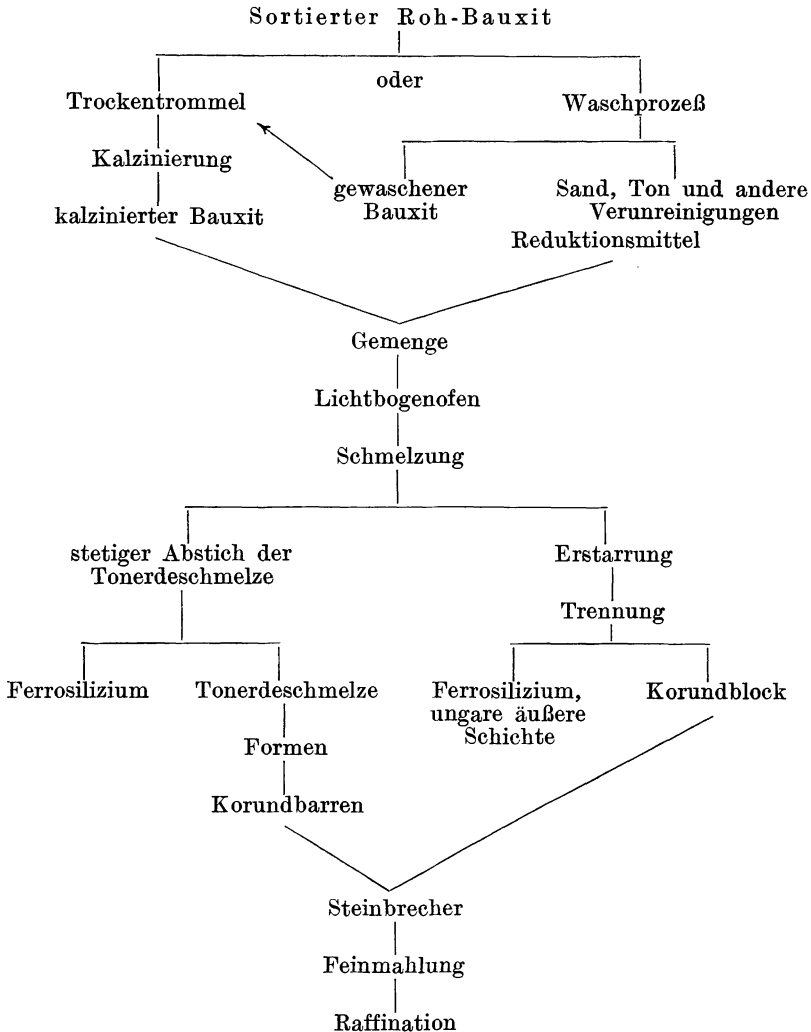 Sortierter Roh-Bauxit
oder
Trockentrommel
Waschprozeß
Kalzinierung
gewaschener
Bauxit
Sand, Ton und andere
Verunreinigungen
kalzinierter Bauxit
Reduktionsmittel
Gemenge
Lichtbogenofen
Schmelzung
stetiger Abstich der
Tonerdeschmelze
Erstarrung
Trennung
Ferrosilizium
Tonerdeschmelze
Ferrosilizium,
ungare äußere
Schichte
Korundblock
Formen
Korundbarren
Steinbrecher
Feinmahlung
Raffination